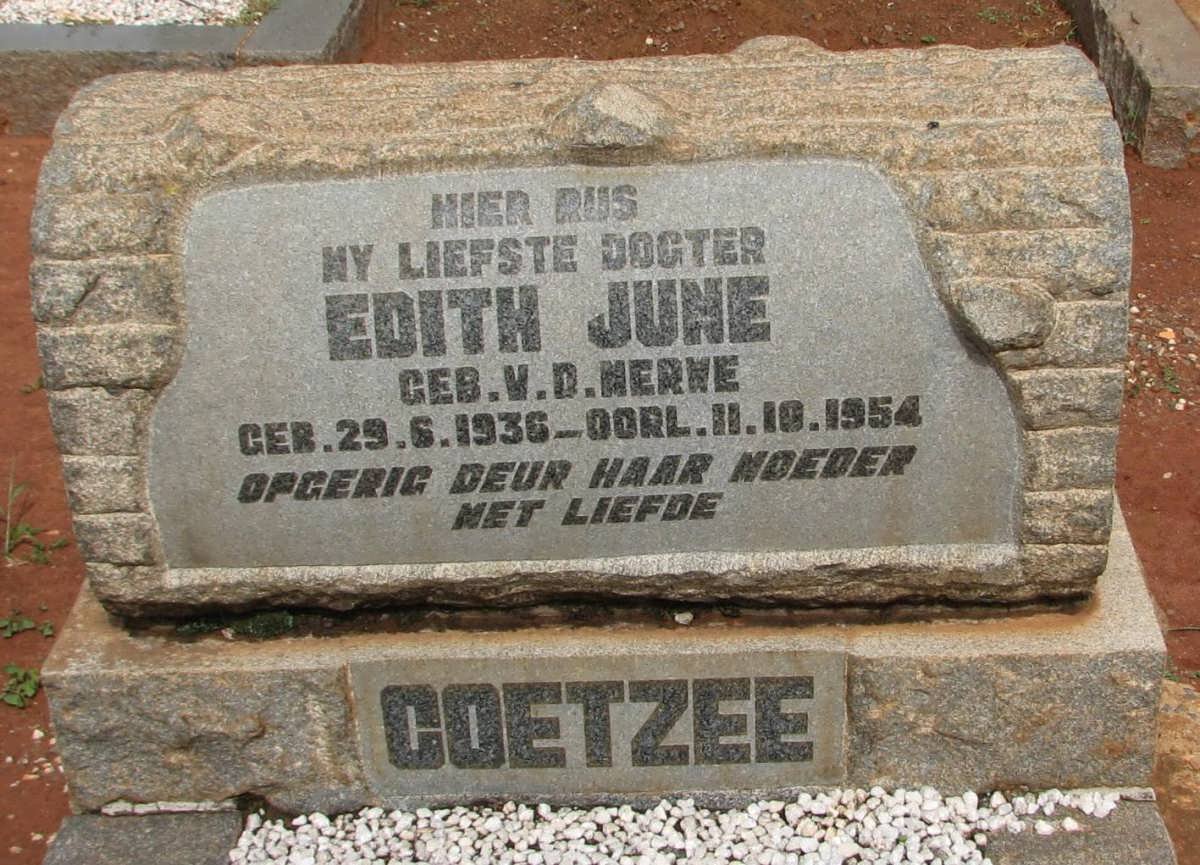 HIER RUS
MY LIEFSTE DOGTER
EDITH JUNE
GEB. V. D. MERWE
GEB. 29. 6. 1936 – OORL. 11. 10. 1954
OPGERIG DEUR HAAR MOEDER
MET LIEFDE
COETZEE